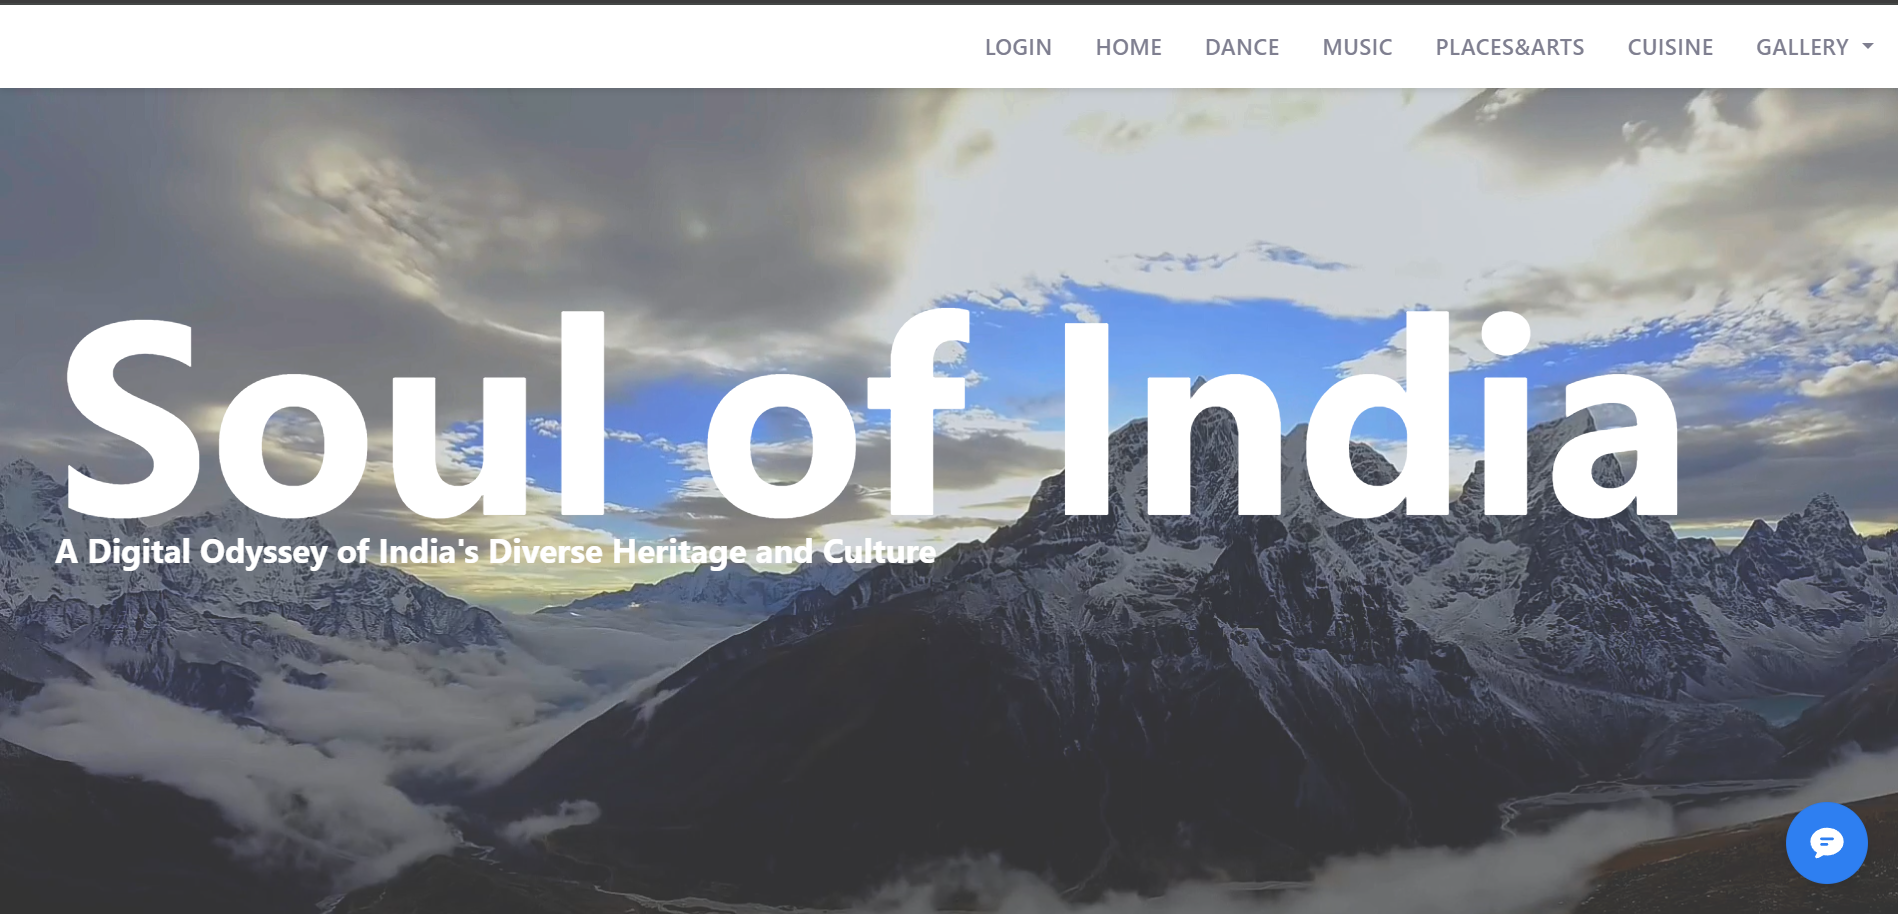 LOGIN HOME DANCE MUSIC PLACES&ARTS CUISINE GALLERY
Soul of India
A Digital Odyssey of India's Diverse Heritage and Culture